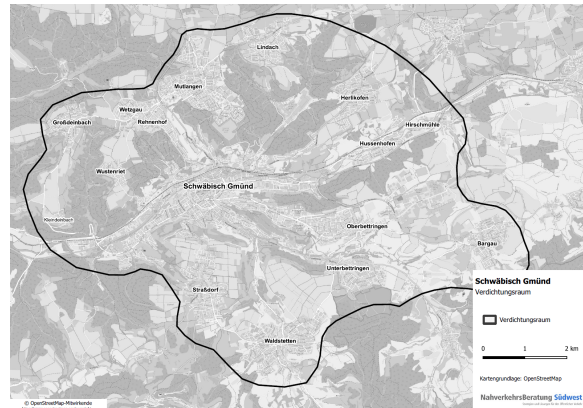 Lindach
Mutlangen
Herlikofen
Wetzgau
Großdeinbach
Rehnenhof
Hirschmühle
Hussenhofen
Wustenriet
Schwäbisch Gmünd
Kleindeinbach
Oberbettringen
Bargau
Unterbettringen
Straßdorf
Waldstetten
Schwäbisch Gmünd
Verdichtungsraum
Verdichtungsraum
0 1 2 km
Kartengrundlage: OpenStreetMap
NahverkehrsBeratung Südwest
© OpenStreetMap-Mitwirkende